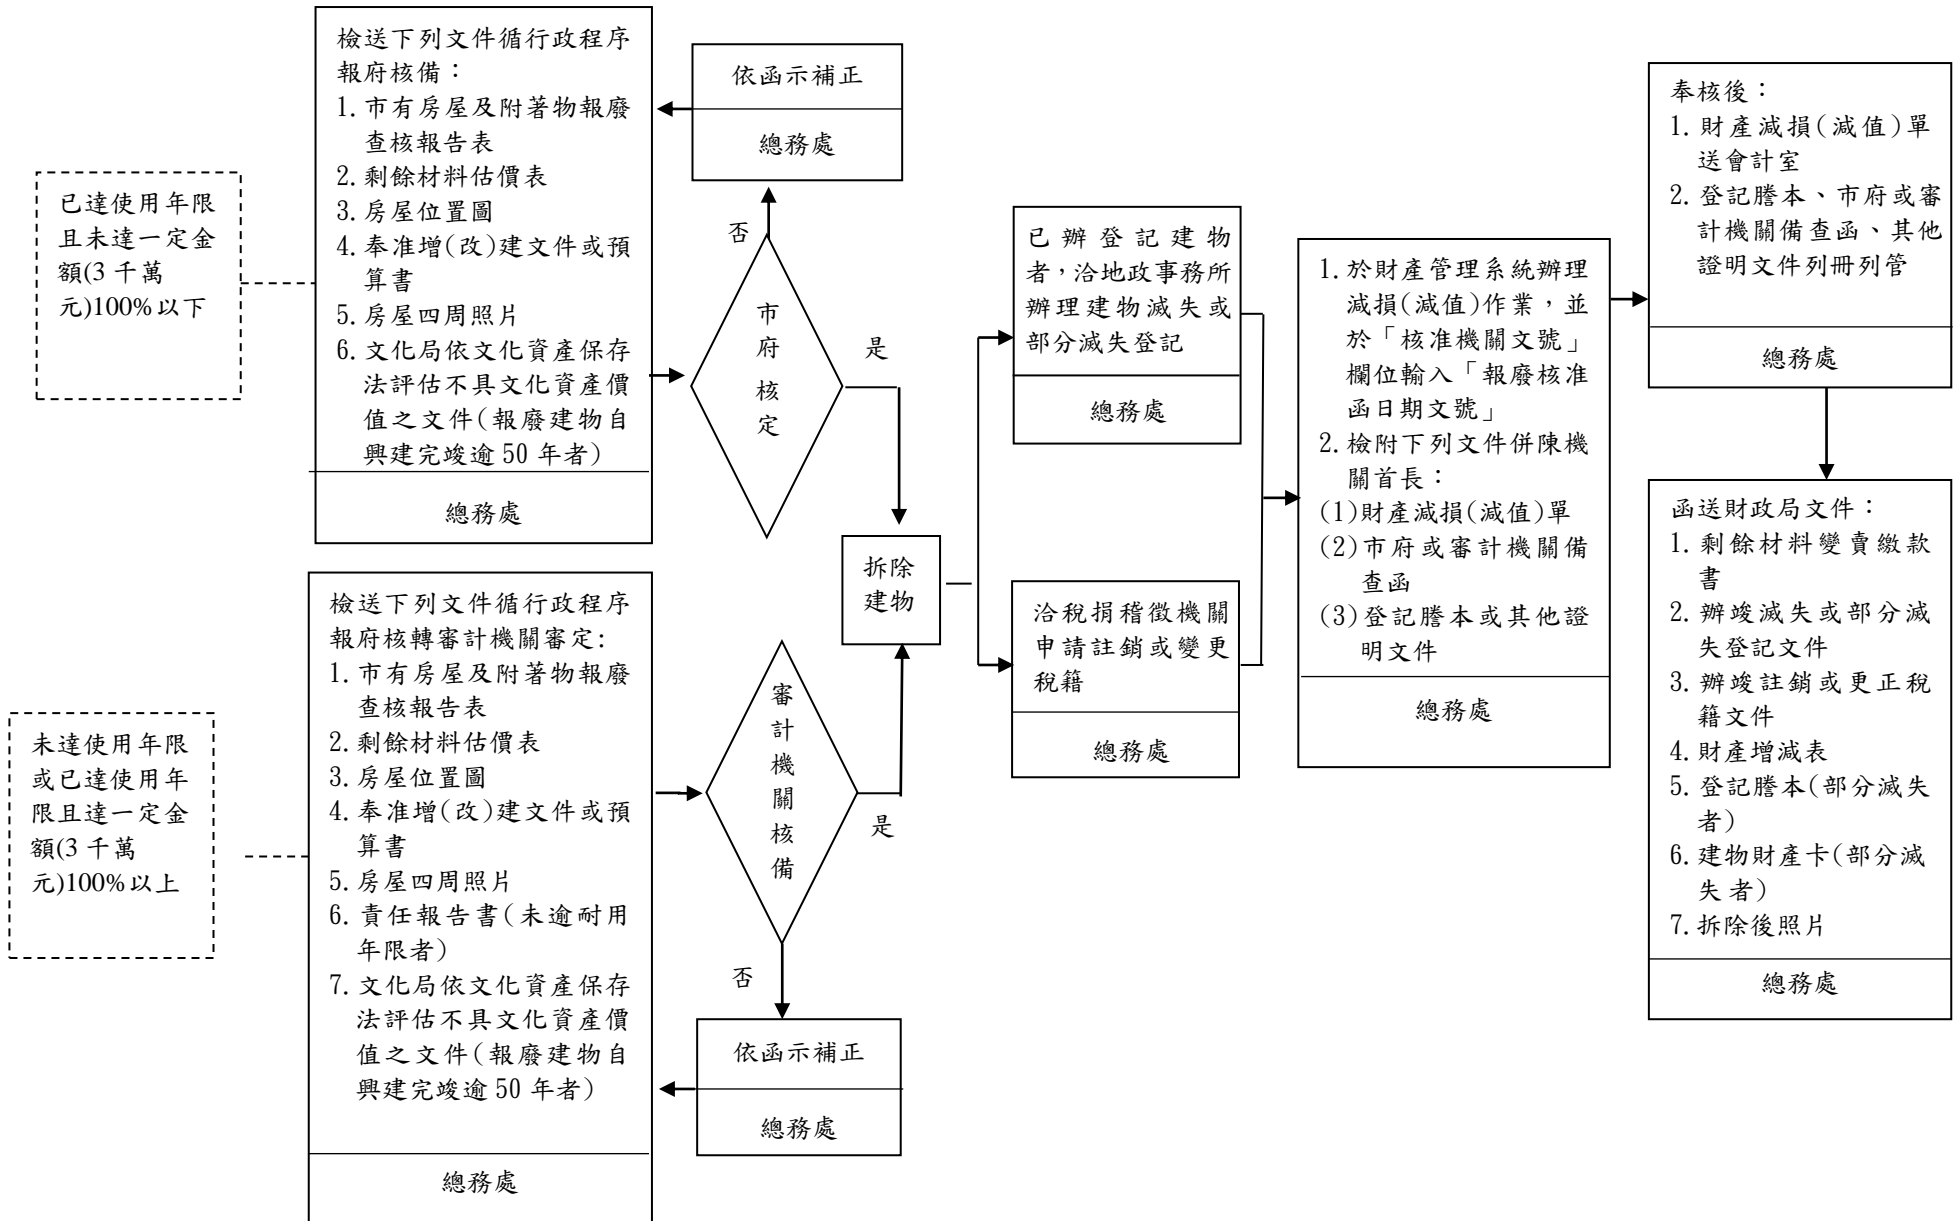 檢送下列文件循行政程序
報府核備：
1. 市有房屋及附著物報廢
查核報告表
2. 剩餘材料估價表
3. 房屋位置圖
4. 奉准增(改)建文件或預
算書
5. 房屋四周照片
6. 文化局依文化資產保存
法評估不具文化資產價
值之文件(報廢建物自
興建完竣逾 50 年者)
總務處
已達使用年限
且未達一定金
額(3 千萬
元)100%以下
依函示補正
總務處
否
市
府
核
定
是
檢送下列文件循行政程序
報府核轉審計機關審定:
1. 市有房屋及附著物報廢
查核報告表
2. 剩餘材料估價表
3. 房屋位置圖
4. 奉准增(改)建文件或預
算書
5. 房屋四周照片
6. 責任報告書(未逾耐用
年限者)
7. 文化局依文化資產保存
法評估不具文化資產價
值之文件(報廢建物自
興建完竣逾 50 年者)
總務處
未達使用年限
或已達使用年
限且達一定金
額(3 千萬
元)100%以上
審
計
機
關
核
備
是
否
依函示補正
總務處
拆除
建物
已辦登記建物
者，洽地政事務所
辦理建物滅失或
部分滅失登記
總務處
洽稅捐稽徵機關
申請註銷或變更
稅籍
總務處
1. 於財產管理系統辦理
減損(減值)作業，並
於「核准機關文號」
欄位輸入「報廢核准
函日期文號」
2. 檢附下列文件併陳機
關首長：
(1)財產減損(減值)單
(2)市府或審計機關備
查函
(3)登記謄本或其他證
明文件
總務處
奉核後：
1. 財產減損(減值)單
送會計室
2. 登記謄本、市府或審
計機關備查函、其他
證明文件列冊列管
總務處
函送財政局文件：
1. 剩餘材料變賣繳款
書
2. 辦竣滅失或部分滅
失登記文件
3. 辦竣註銷或更正稅
籍文件
4. 財產增減表
5. 登記謄本(部分滅失
者)
6. 建物財產卡(部分滅
失者)
7. 拆除後照片
總務處